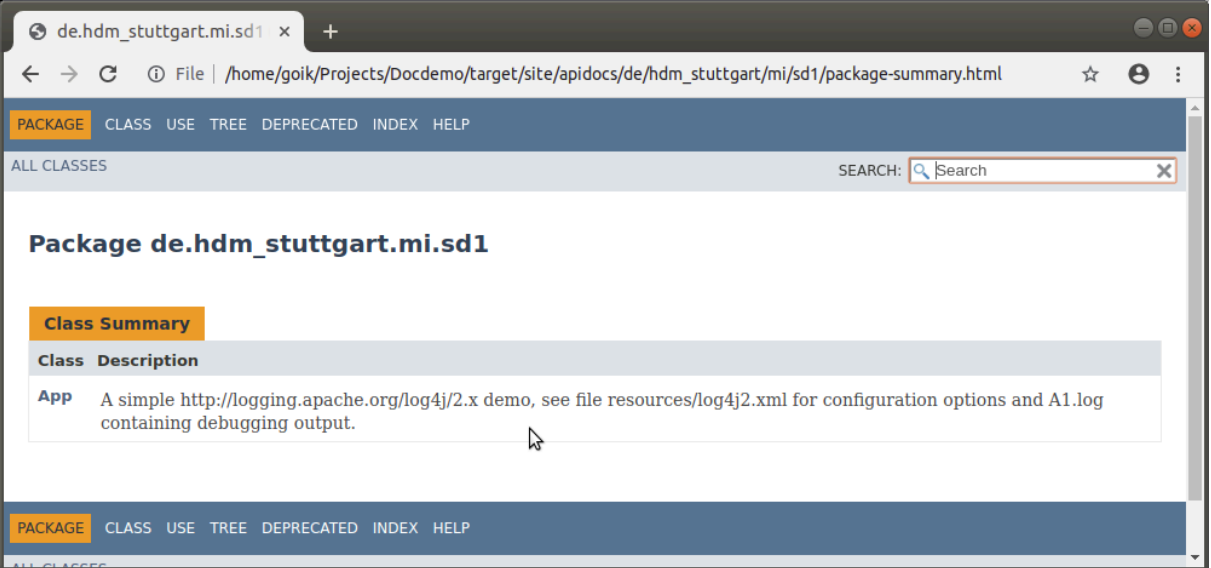 de.hdm_stuttgart.mi.sd1
File /home/goik/Projects/Docdemo/target/site/apidocs/de/hdm_stuttgart/mi/sd1/package-summary.html
PACKAGE CLASS USE TREE DEPRECATED INDEX HELP
ALL CLASSES SEARCH: Search
Package de.hdm_stuttgart.mi.sd1
Class Summary
Class Description
App A simple http://logging.apache.org/log4j/2.x demo, see file resources/log4j2.xml for configuration options and A1.log
containing debugging output.
PACKAGE CLASS USE TREE DEPRECATED INDEX HELP
ALL CLASSES